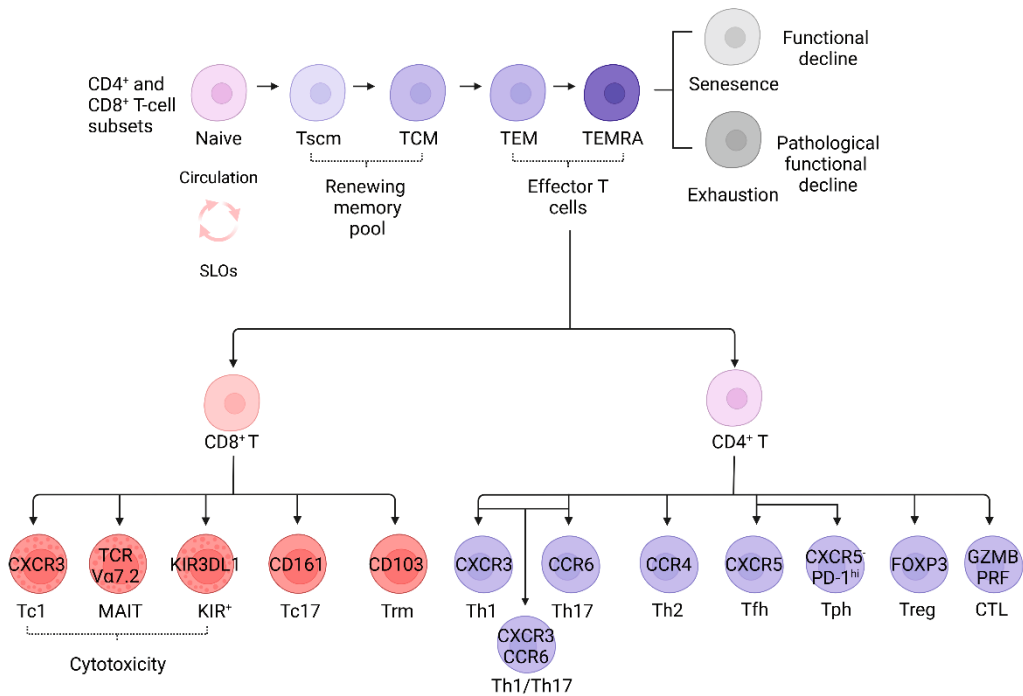 CD4⁺ and
CD8⁺ T-cell
subsets
Naive
Tscm
TCM
TEM
TEMRA
Senesence
Functional
decline
Exhaustion
Pathological
functional
decline
Circulation
SLOs
Renewing
memory
pool
Effector T
cells
CD8⁺ T
CD4⁺ T
CXCR3
Tc1
TCR
Vα7.2
MAIT
KIR3DL1
KIR⁺
CD161
Tc17
CD103
Trm
Cytotoxicity
CXCR3
Th1
CCR6
Th17
CXCR3
CCR6
Th1/Th17
CCR4
Th2
CXCR5
Tfh
CXCR5⁻
PD-1ʰⁱ
Tph
FOXP3
Treg
GZMB
PRF
CTL